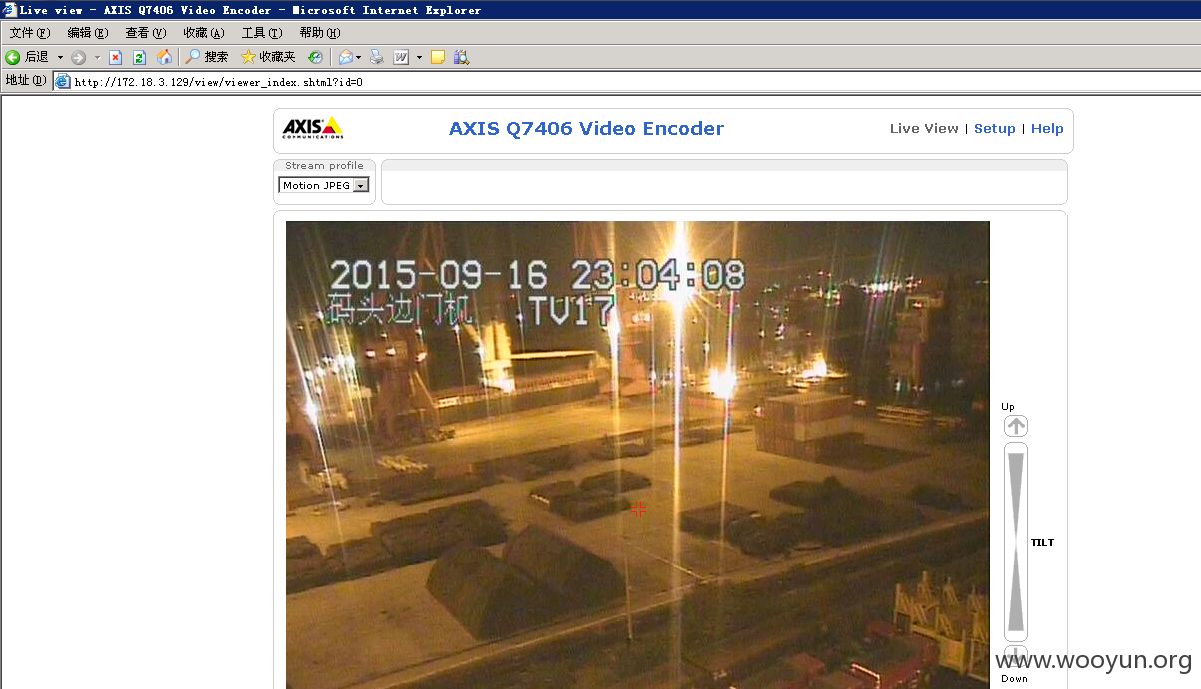 Live view - AXIS Q7406 Video Encoder - Microsoft Internet Explorer
文件(F) 编辑(E) 查看(V) 收藏(A) 工具(T) 帮助(H)
后退 搜索 收藏夹
地址(D) http://172.18.3.129/view/viewer_index.shtml?id=0
AXIS COMMUNICATIONS
AXIS Q7406 Video Encoder
Live View | Setup | Help
Stream profile
Motion JPEG
2015-09-16 23:04:08
码头边门机 TV17
Up
TILT
Down
www.wooyun.org